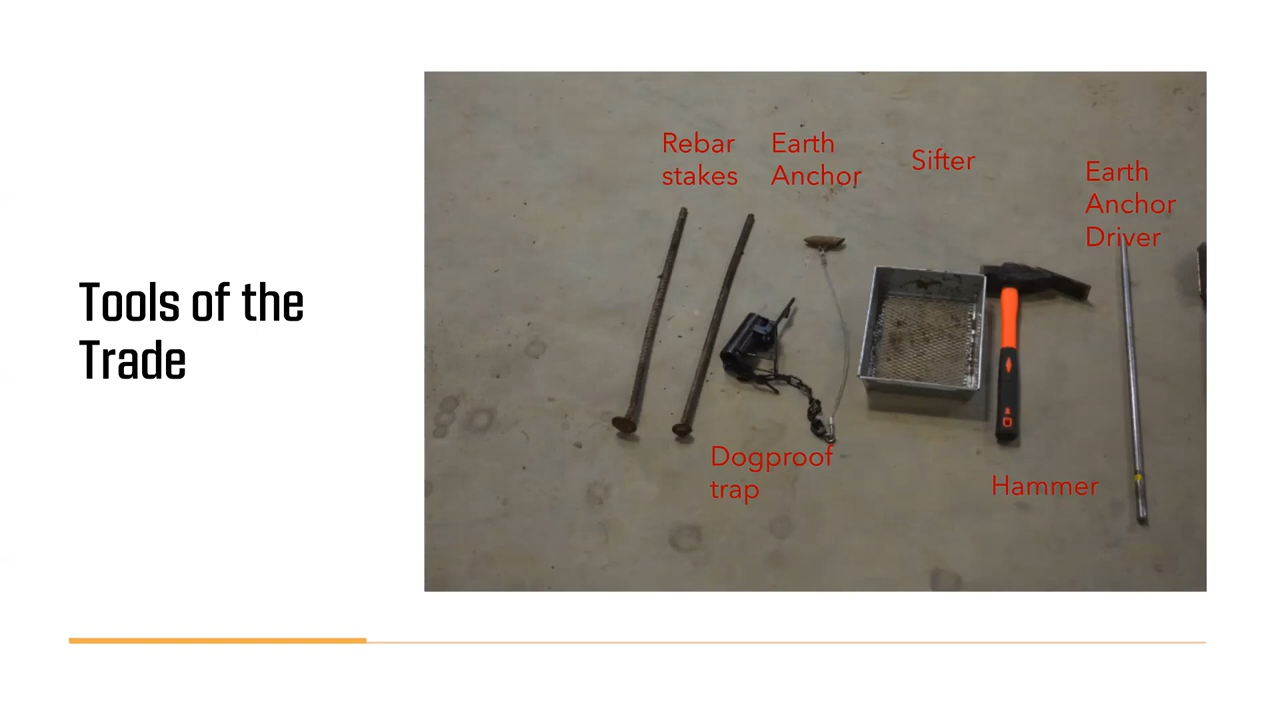 Tools of the
Trade
Rebar
stakes
Earth
Anchor
Sifter
Earth
Anchor
Driver
Dogproof
trap
Hammer